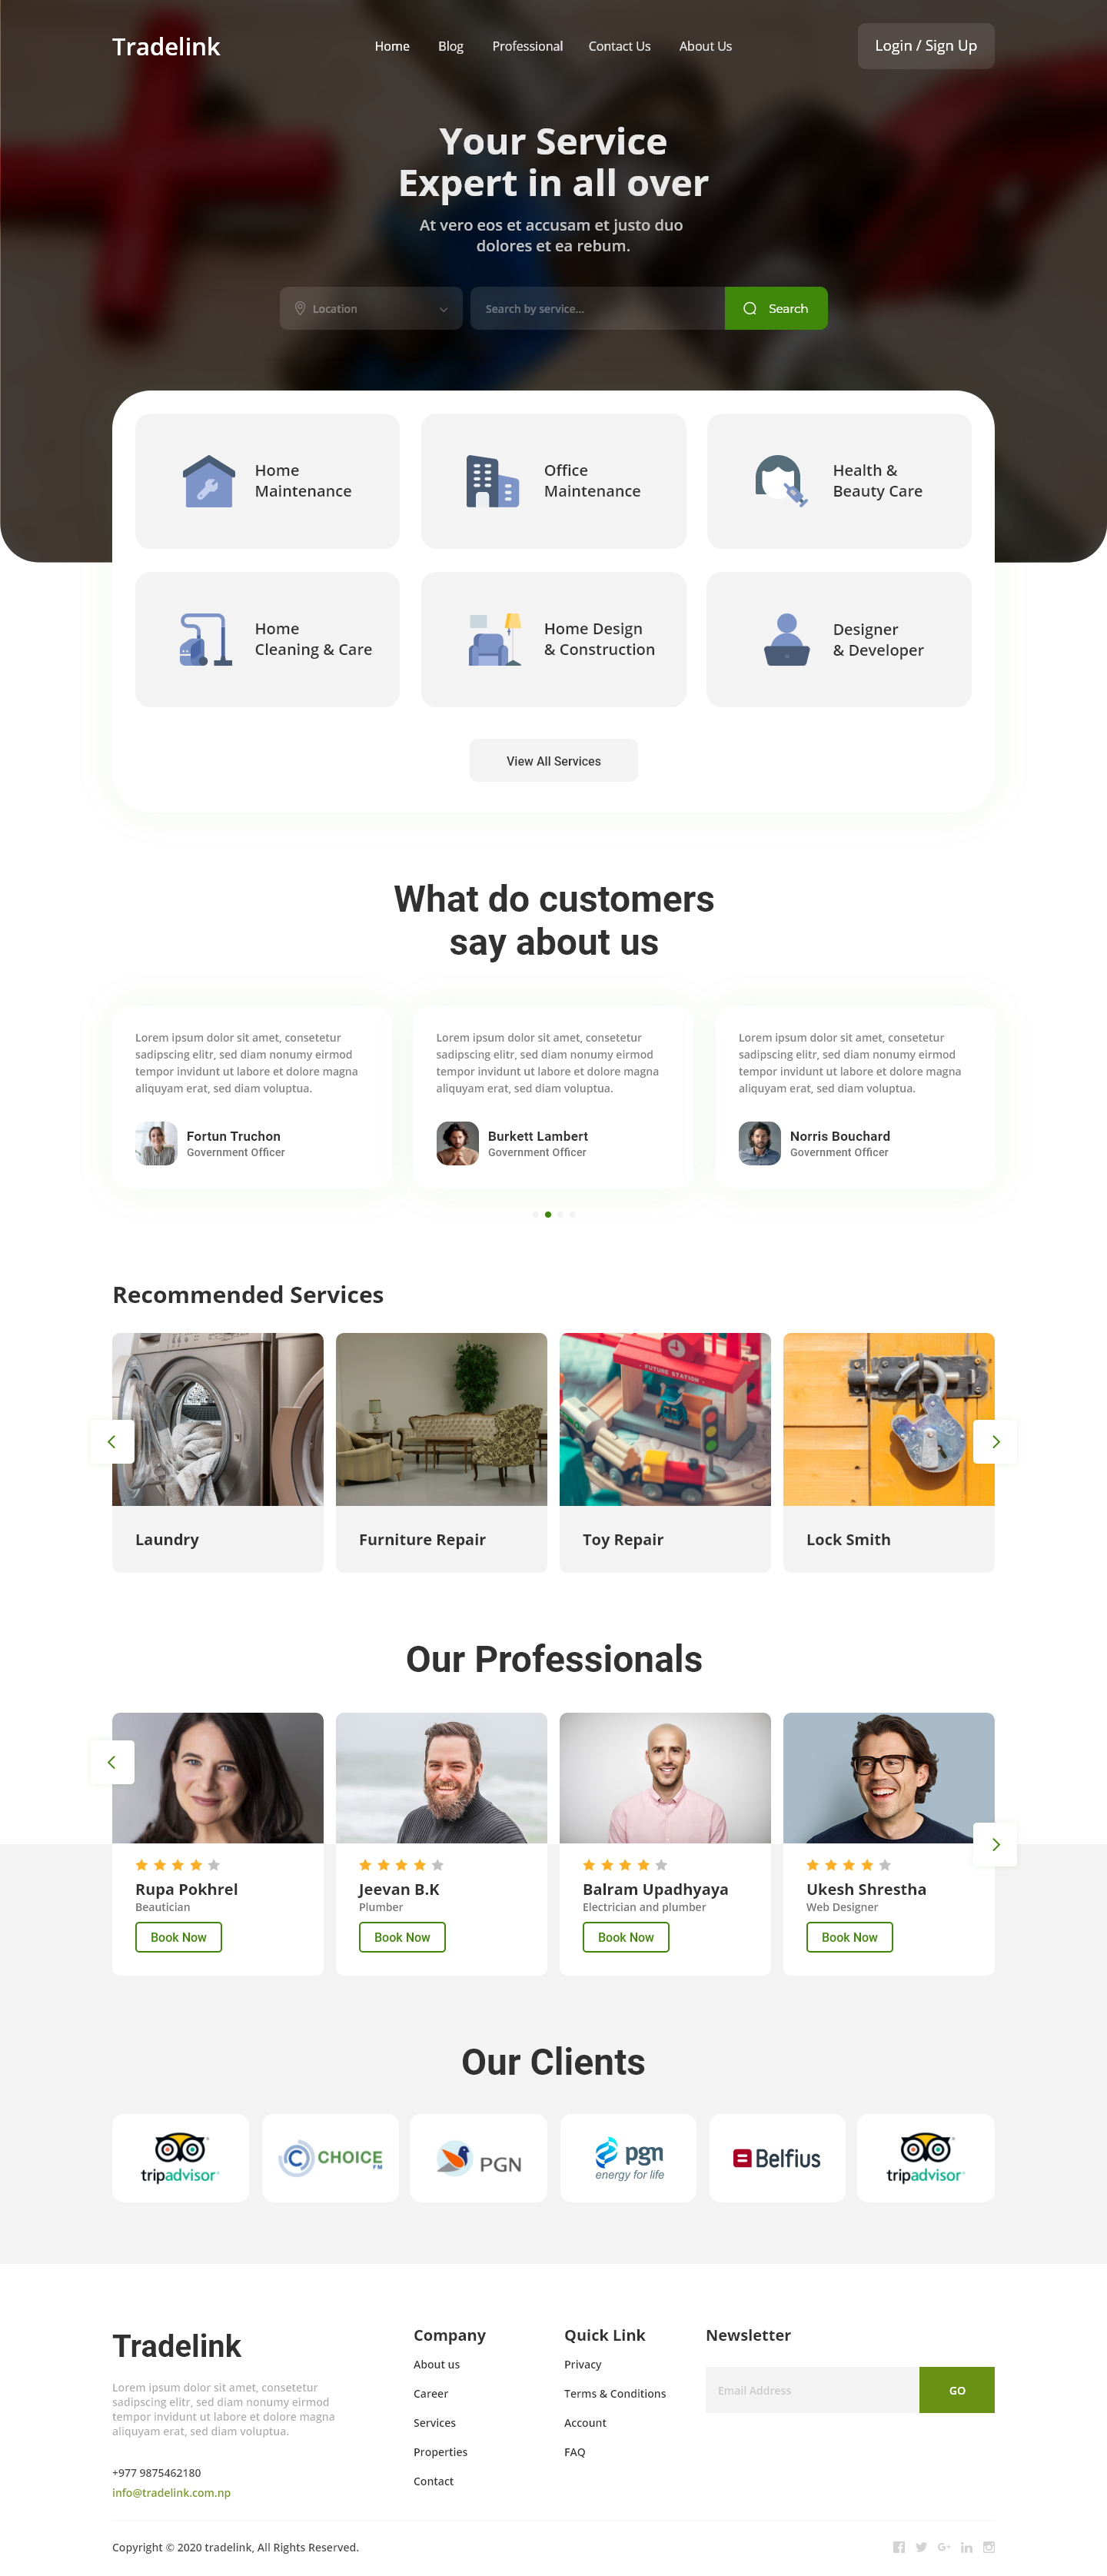 Tradelink
Home Blog Professional Contact Us About Us
Login / Sign Up
Your Service
Expert in all over
At vero eos et accusam et justo duo
dolores et ea rebum.
Location
Search by service...
Search
Home
Maintenance
Office
Maintenance
Health &
Beauty Care
Home
Cleaning & Care
Home Design
& Construction
Designer
& Developer
View All Services
What do customers
say about us
Lorem ipsum dolor sit amet, consetetur
sadipscing elitr, sed diam nonumy eirmod
tempor invidunt ut labore et dolore magna
aliquyam erat, sed diam voluptua.
Fortun Truchon
Government Officer
Lorem ipsum dolor sit amet, consetetur
sadipscing elitr, sed diam nonumy eirmod
tempor invidunt ut labore et dolore magna
aliquyam erat, sed diam voluptua.
Burkett Lambert
Government Officer
Lorem ipsum dolor sit amet, consetetur
sadipscing elitr, sed diam nonumy eirmod
tempor invidunt ut labore et dolore magna
aliquyam erat, sed diam voluptua.
Norris Bouchard
Government Officer
Recommended Services
FUTURE STATION
Laundry
Furniture Repair
Toy Repair
Lock Smith
Our Professionals
Rupa Pokhrel
Beautician
Book Now
Jeevan B.K
Plumber
Book Now
Balram Upadhyaya
Electrician and plumber
Book Now
Ukesh Shrestha
Web Designer
Book Now
Our Clients
tripadvisor
CHOICE
FM
PGN
pgn
energy for life
Belfius
tripadvisor
Tradelink
Lorem ipsum dolor sit amet, consetetur
sadipscing elitr, sed diam nonumy eirmod
tempor invidunt ut labore et dolore magna
aliquyam erat, sed diam voluptua.
+977 9875462180
info@tradelink.com.np
Company
About us
Career
Services
Properties
Contact
Quick Link
Privacy
Terms & Conditions
Account
FAQ
Newsletter
Email Address
GO
Copyright © 2020 tradelink, All Rights Reserved.